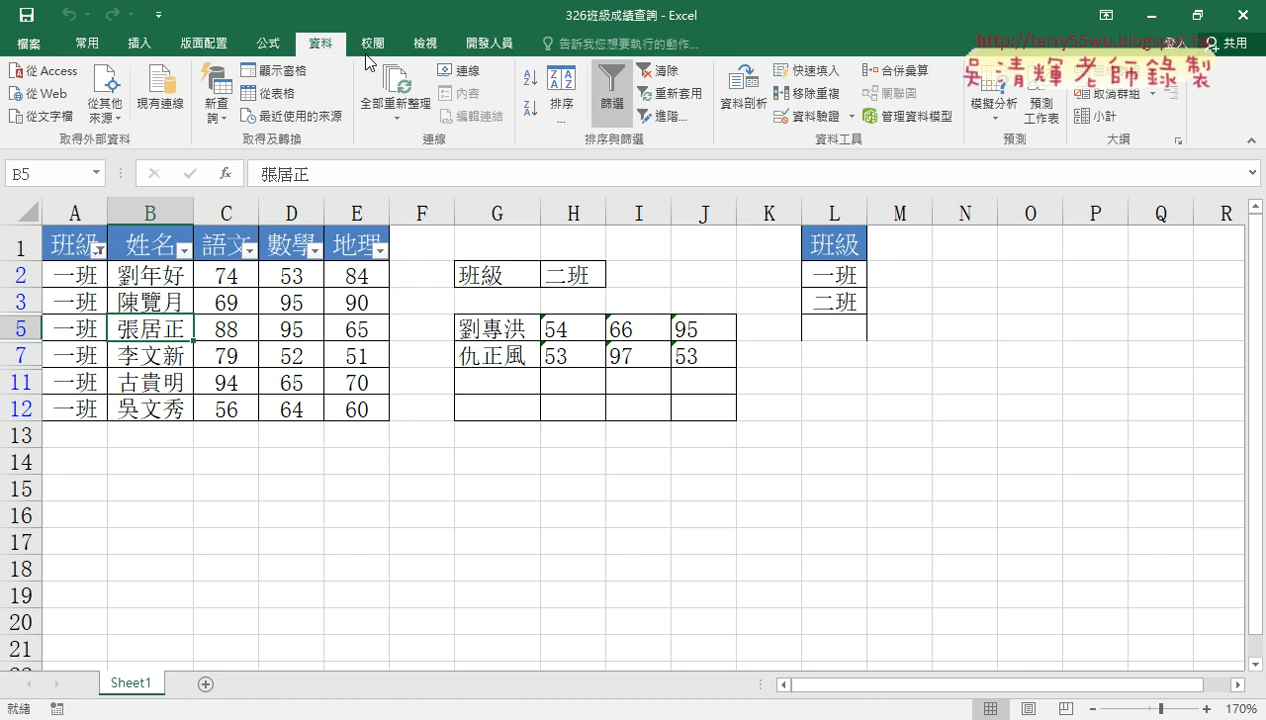 326班級成績查詢 - Excel
檔案 常用 插入 版面配置 公式 資料 校閱 檢視 開發人員 告訴我您想要執行的動作... 登入 共用
http://terry55wu.blogspot.tw
吳清輝老師錄製
從 Access
從 Web
從文字檔
從其他來源
現有連線
取得外部資料
新查詢
顯示查詢
從表格
最近使用的來源
取得及轉換
全部重新整理
連線
內容
編輯連結
連線
排序...
篩選
清除
重新套用
進階...
排序與篩選
資料剖析
快速填入
移除重複
資料驗證
合併彙算
關聯圖
管理資料模型
資料工具
模擬分析
預測工作表
預測
取消群組
小計
大綱
B5 fx 張居正
A B C D E F G H I J K L M N O P Q R
1 班級 姓名 語文 數學 地理 班級
2 一班 劉年好 74 53 84 班級 二班 一班
3 一班 陳覽月 69 95 90 二班
5 一班 張居正 88 95 65 劉專洪 54 66 95
7 一班 李文新 79 52 51 仇正風 53 97 53
11 一班 古貴明 94 65 70
12 一班 吳文秀 56 64 60
13
14
15
16
17
18
19
20
21
Sheet1
就緒 170%